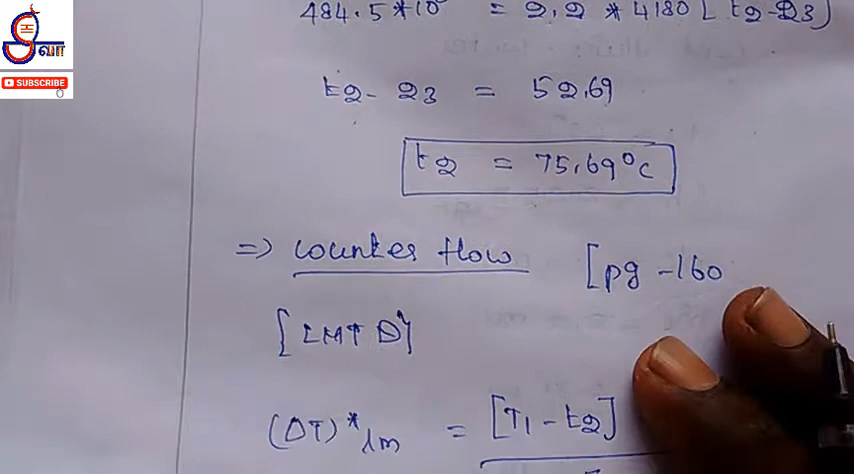 484.5*10 = 2.2 * 4180 [ t2-23]
வா
SUBSCRIBE
t2- 23 = 52.69
t2 = 75.69°C
=> counter flow [pg -160
[LMTD]
(ΔT)*lm = [T1 - t2]